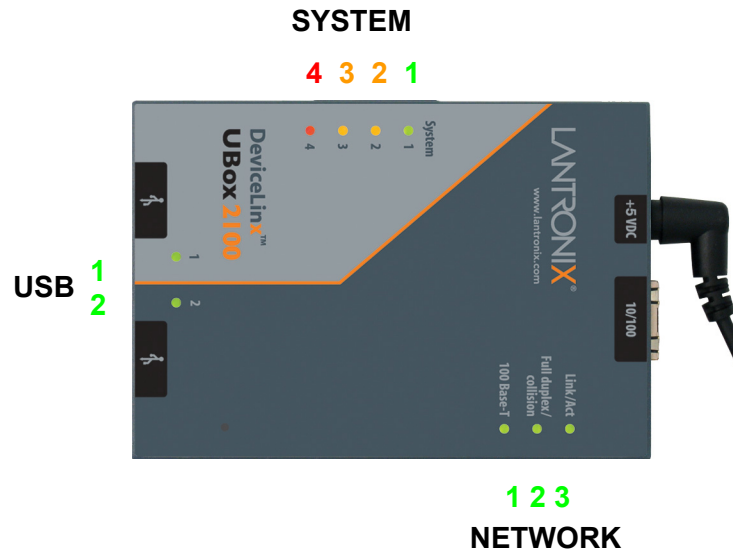 SYSTEM
4 3 2 1
System
4 3 2 1
DeviceLinx™
UBox 2100
LANTRONIX®
www.lantronix.com
+5 VDC
10/100
USB
1
2
1
2
100 Base-T
Full duplex/
collision
Link/Act
1 2 3
NETWORK